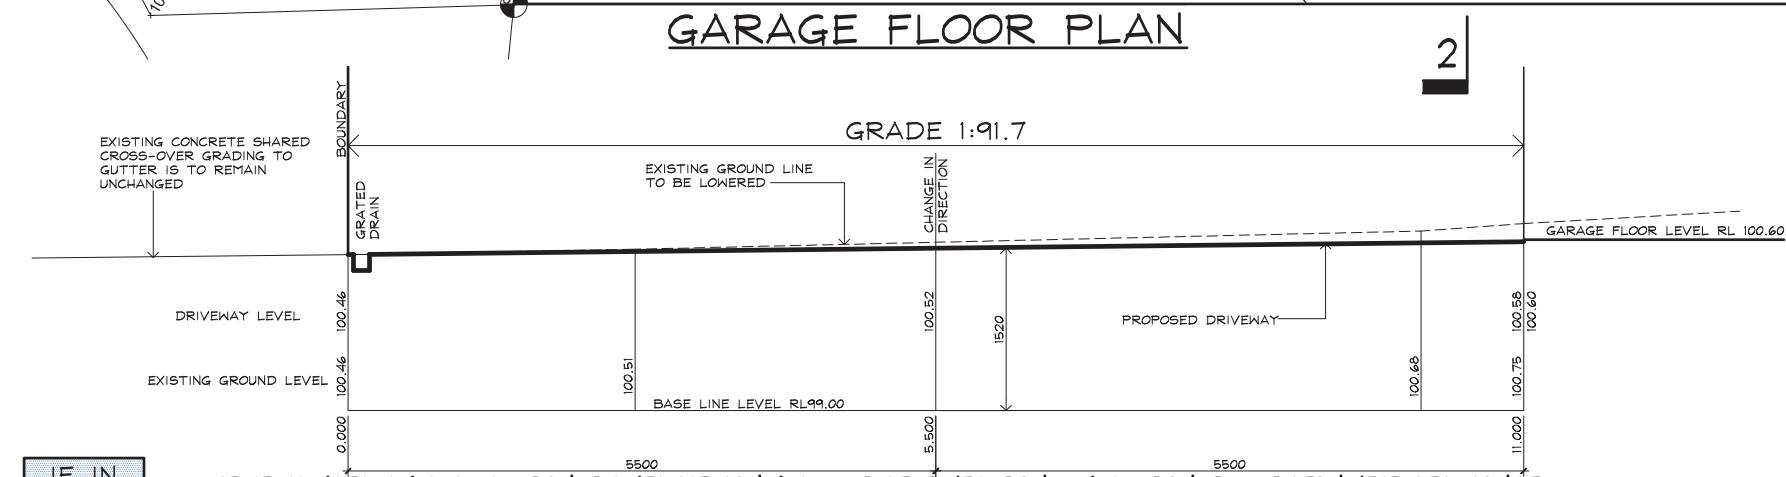 GARAGE FLOOR PLAN
2
BOUNDARY
GRADE 1:91.7
EXISTING CONCRETE SHARED
CROSS-OVER GRADING TO
GUTTER IS TO REMAIN
UNCHANGED
GRATED
DRAIN
EXISTING GROUND LINE
TO BE LOWERED
CHANGE IN
DIRECTION
GARAGE FLOOR LEVEL RL 100.60
DRIVEWAY LEVEL
100.46
100.52
1520
PROPOSED DRIVEWAY
100.58
100.60
EXISTING GROUND LEVEL
100.46
100.51
100.68
100.75
BASE LINE LEVEL RL99.00
0.000
5.500
11.000
5500
5500
IF IN